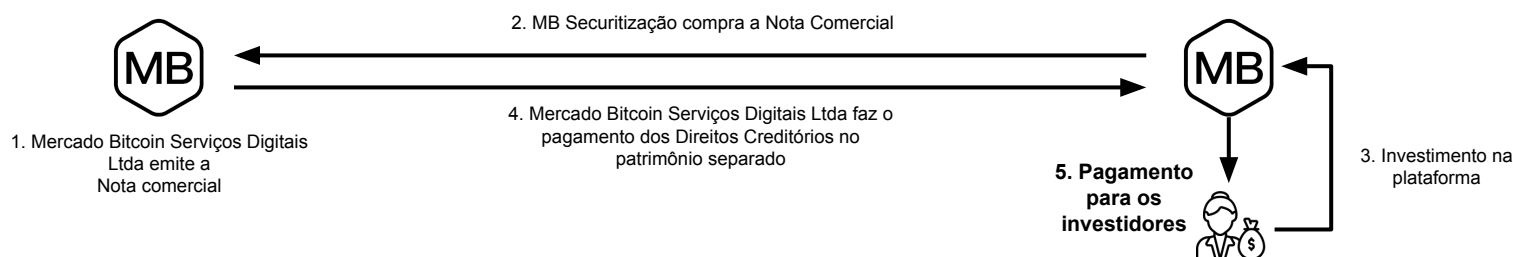 2. MB Securitização compra a Nota Comercial
MB
MB
1. Mercado Bitcoin Serviços Digitais
Ltda emite a
Nota comercial
4. Mercado Bitcoin Serviços Digitais Ltda faz o
pagamento dos Direitos Creditórios no
patrimônio separado
3. Investimento na
plataforma
5. Pagamento
para os
investidores
$